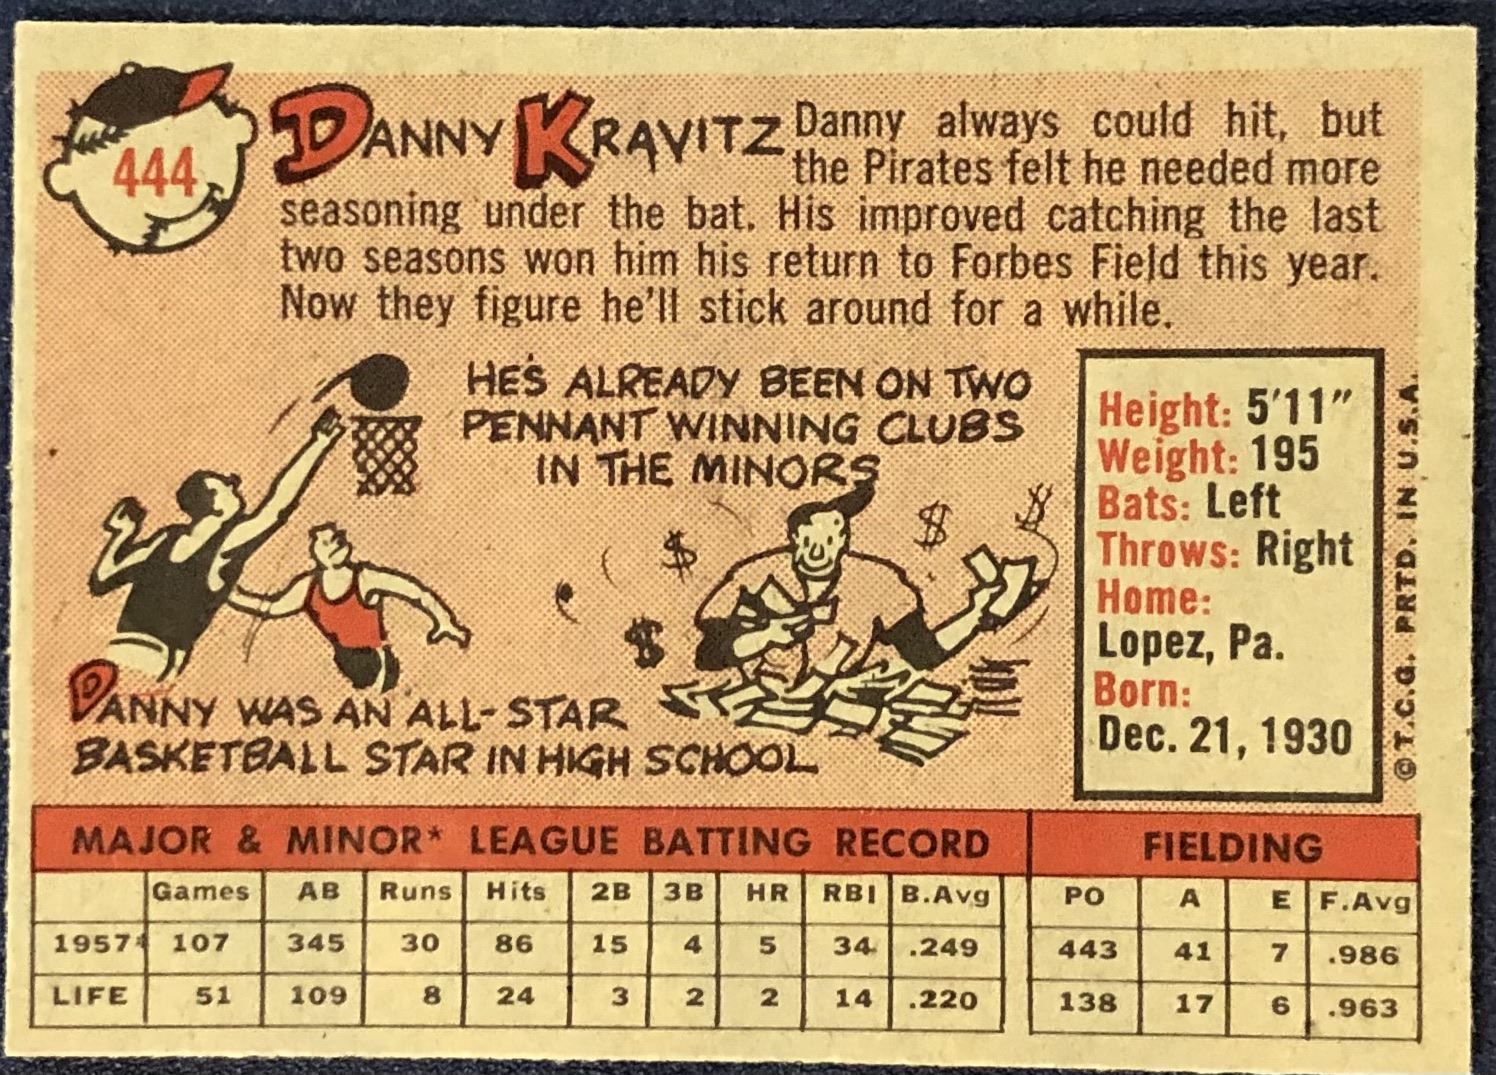 444
DANNY KRAVITZ Danny always could hit, but
the Pirates felt he needed more
seasoning under the bat. His improved catching the last
two seasons won him his return to Forbes Field this year.
Now they figure he'll stick around for a while.
HE'S ALREADY BEEN ON TWO
PENNANT WINNING CLUBS
IN THE MINORS
$ $ $ $
DANNY WAS AN ALL-STAR
BASKETBALL STAR IN HIGH SCHOOL
Height: 5'11"
Weight: 195
Bats: Left
Throws: Right
Home:
Lopez, Pa.
Born:
Dec. 21, 1930
©T.C.G. PRTD. IN U.S.A.
MAJOR & MINOR* LEAGUE BATTING RECORD FIELDING
Games AB Runs Hits 2B 3B HR RBI B.Avg PO A E F.Avg
1957* 107 345 30 86 15 4 5 34 .249 443 41 7 .986
LIFE 51 109 8 24 3 2 2 14 .220 138 17 6 .963